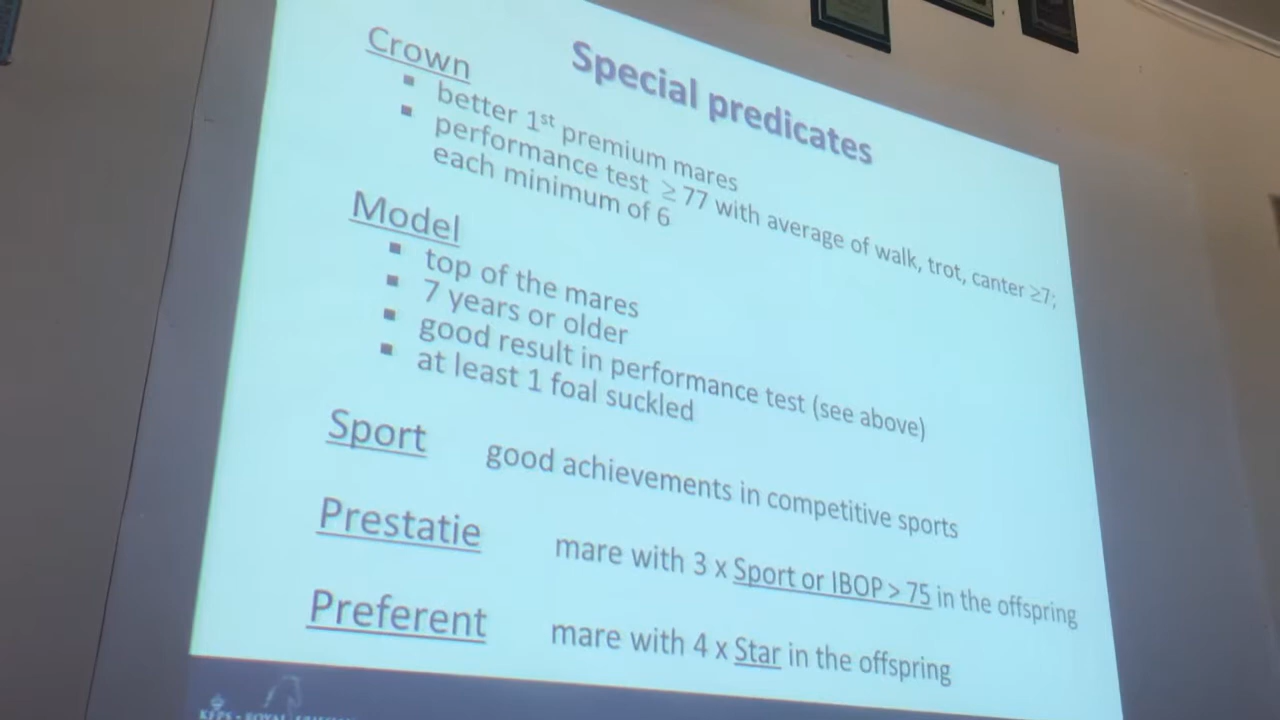 Special predicates
Crown
▪ better 1st premium mares
▪ performance test ≥ 77 with average of walk, trot, canter ≥7;
each minimum of 6
Model
▪ top of the mares
▪ 7 years or older
▪ good result in performance test (see above)
▪ at least 1 foal suckled
Sport good achievements in competitive sports
Prestatie mare with 3 x Sport or IBOP > 75 in the offspring
Preferent mare with 4 x Star in the offspring